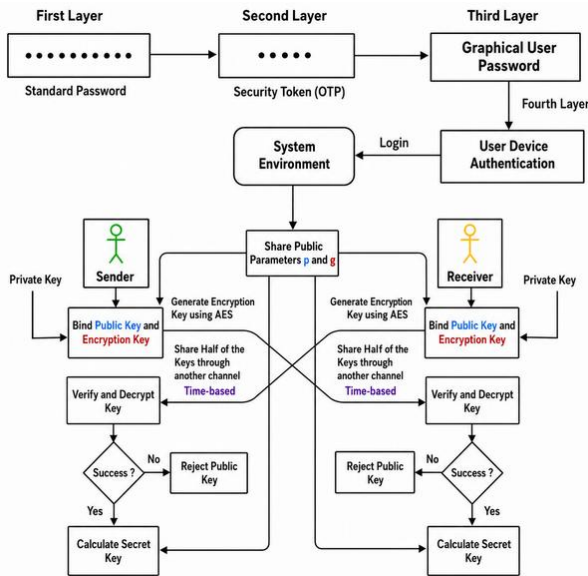 First Layer
Second Layer
Third Layer
Standard Password
Security Token (OTP)
Graphical User
Password
Fourth Layer
System
Environment
Login
User Device
Authentication
Share Public
Parameters p and g
Sender
Receiver
Private Key
Private Key
Bind Public Key and
Encryption Key
Generate Encryption
Key using AES
Generate Encryption
Key using AES
Bind Public Key and
Encryption Key
Share Half of the
Keys through
another channel
Time-based
Share Half of the
Keys through
another channel
Time-based
Verify and Decrypt
Key
Verify and Decrypt
Key
Success ?
No
Reject Public
Key
Reject Public
Key
No
Success ?
Yes
Yes
Calculate Secret
Key
Calculate Secret
Key